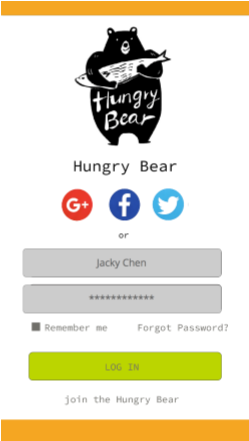 Hungry
Bear
Hungry Bear
G+ f
or
Jacky Chen
************
Remember me Forgot Password?
LOG IN
join the Hungry Bear